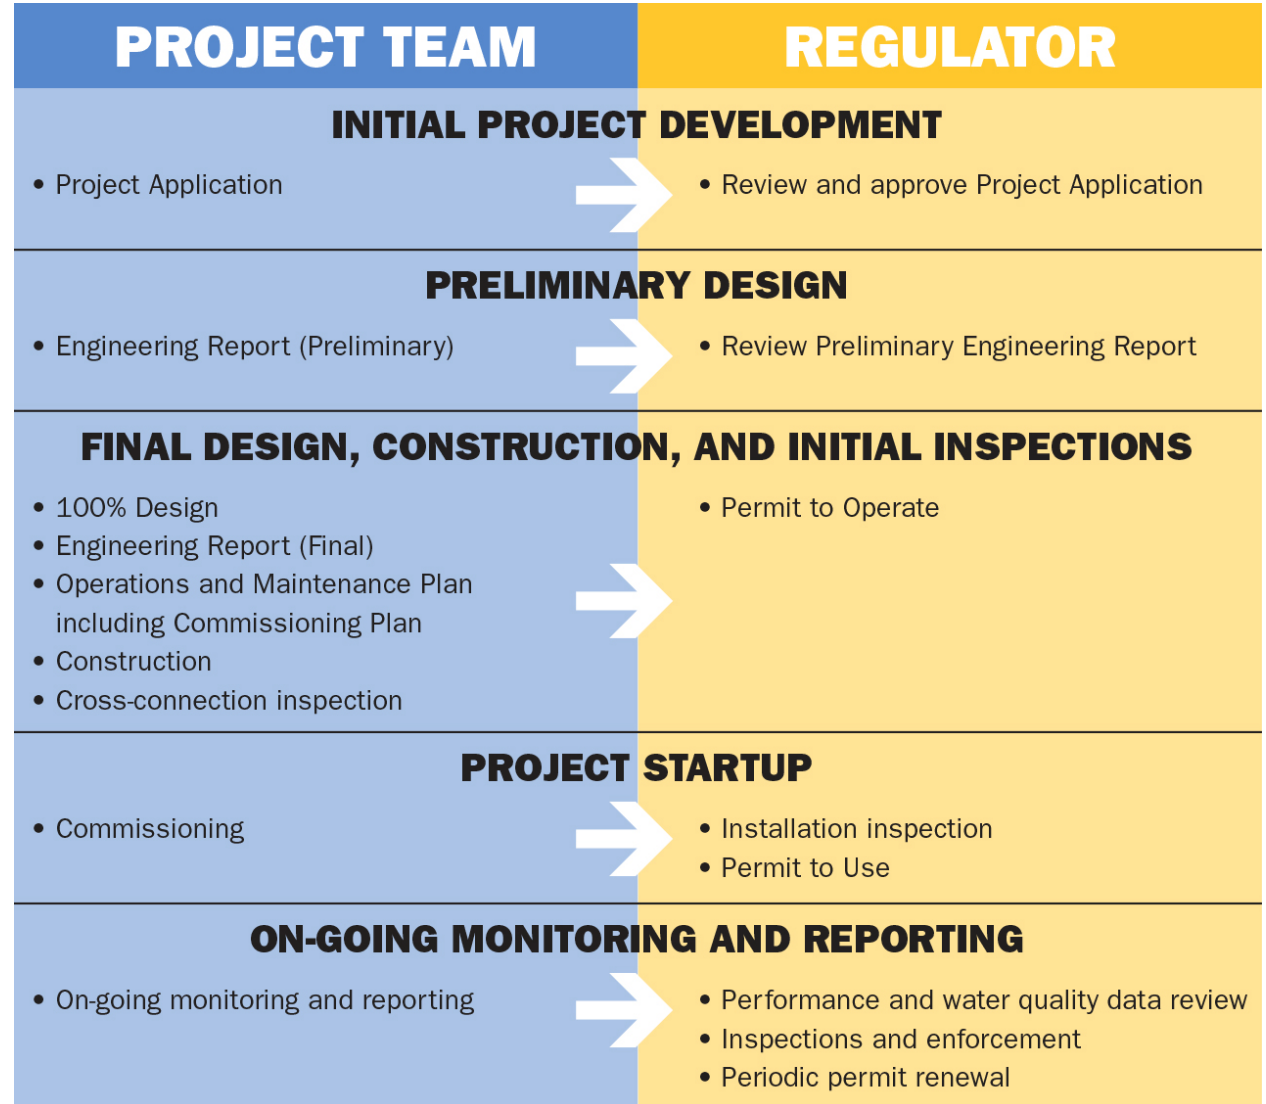 PROJECT TEAM
REGULATOR
INITIAL PROJECT DEVELOPMENT
• Project Application
• Review and approve Project Application
PRELIMINARY DESIGN
• Engineering Report (Preliminary)
• Review Preliminary Engineering Report
FINAL DESIGN, CONSTRUCTION, AND INITIAL INSPECTIONS
• 100% Design
• Engineering Report (Final)
• Operations and Maintenance Plan
including Commissioning Plan
• Construction
• Cross-connection inspection
• Permit to Operate
PROJECT STARTUP
• Commissioning
• Installation inspection
• Permit to Use
ON-GOING MONITORING AND REPORTING
• On-going monitoring and reporting
• Performance and water quality data review
• Inspections and enforcement
• Periodic permit renewal